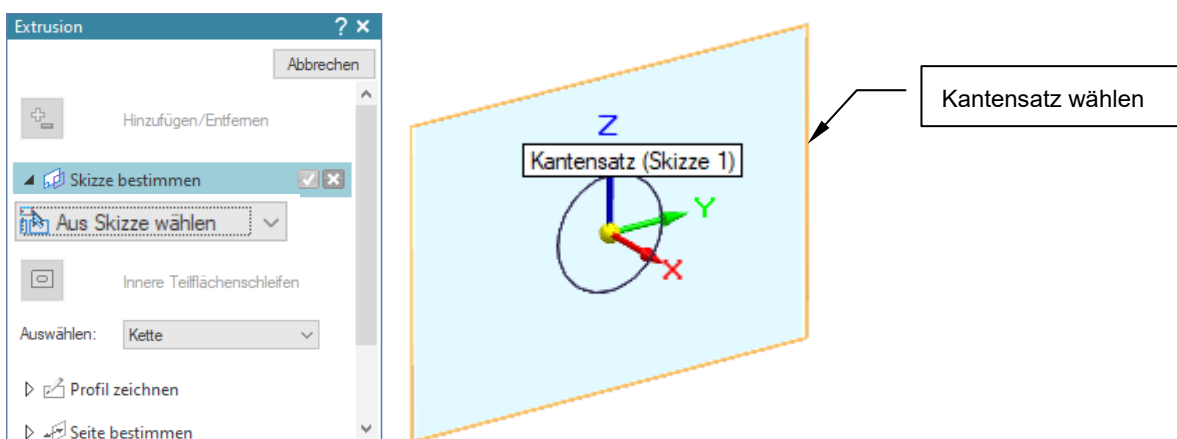 Extrusion ? ×
Abbrechen
Hinzufügen/Entfernen
Skizze bestimmen
Aus Skizze wählen
Innere Teilflächenschleifen
Auswählen: Kette
Profil zeichnen
Seite bestimmen
Z
Kantensatz (Skizze 1)
Y
X
Kantensatz wählen